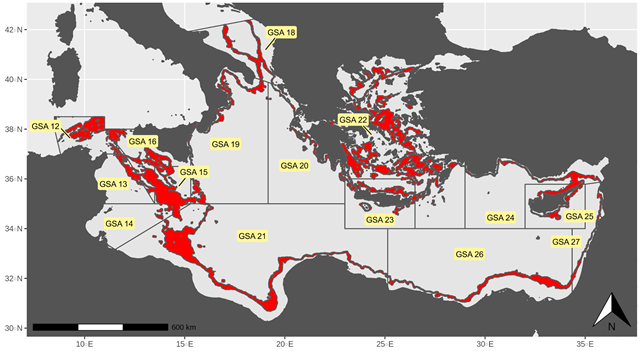 42°N
GSA 18
40°N
38°N
GSA 12
GSA 22
GSA 16
GSA 19
GSA 15
GSA 20
36°N
GSA 13
GSA 14
GSA 23
GSA 24
GSA 25
34°N
GSA 21
GSA 27
GSA 26
32°N
30°N
600 km
N
10°E
15°E
20°E
25°E
30°E
35°E